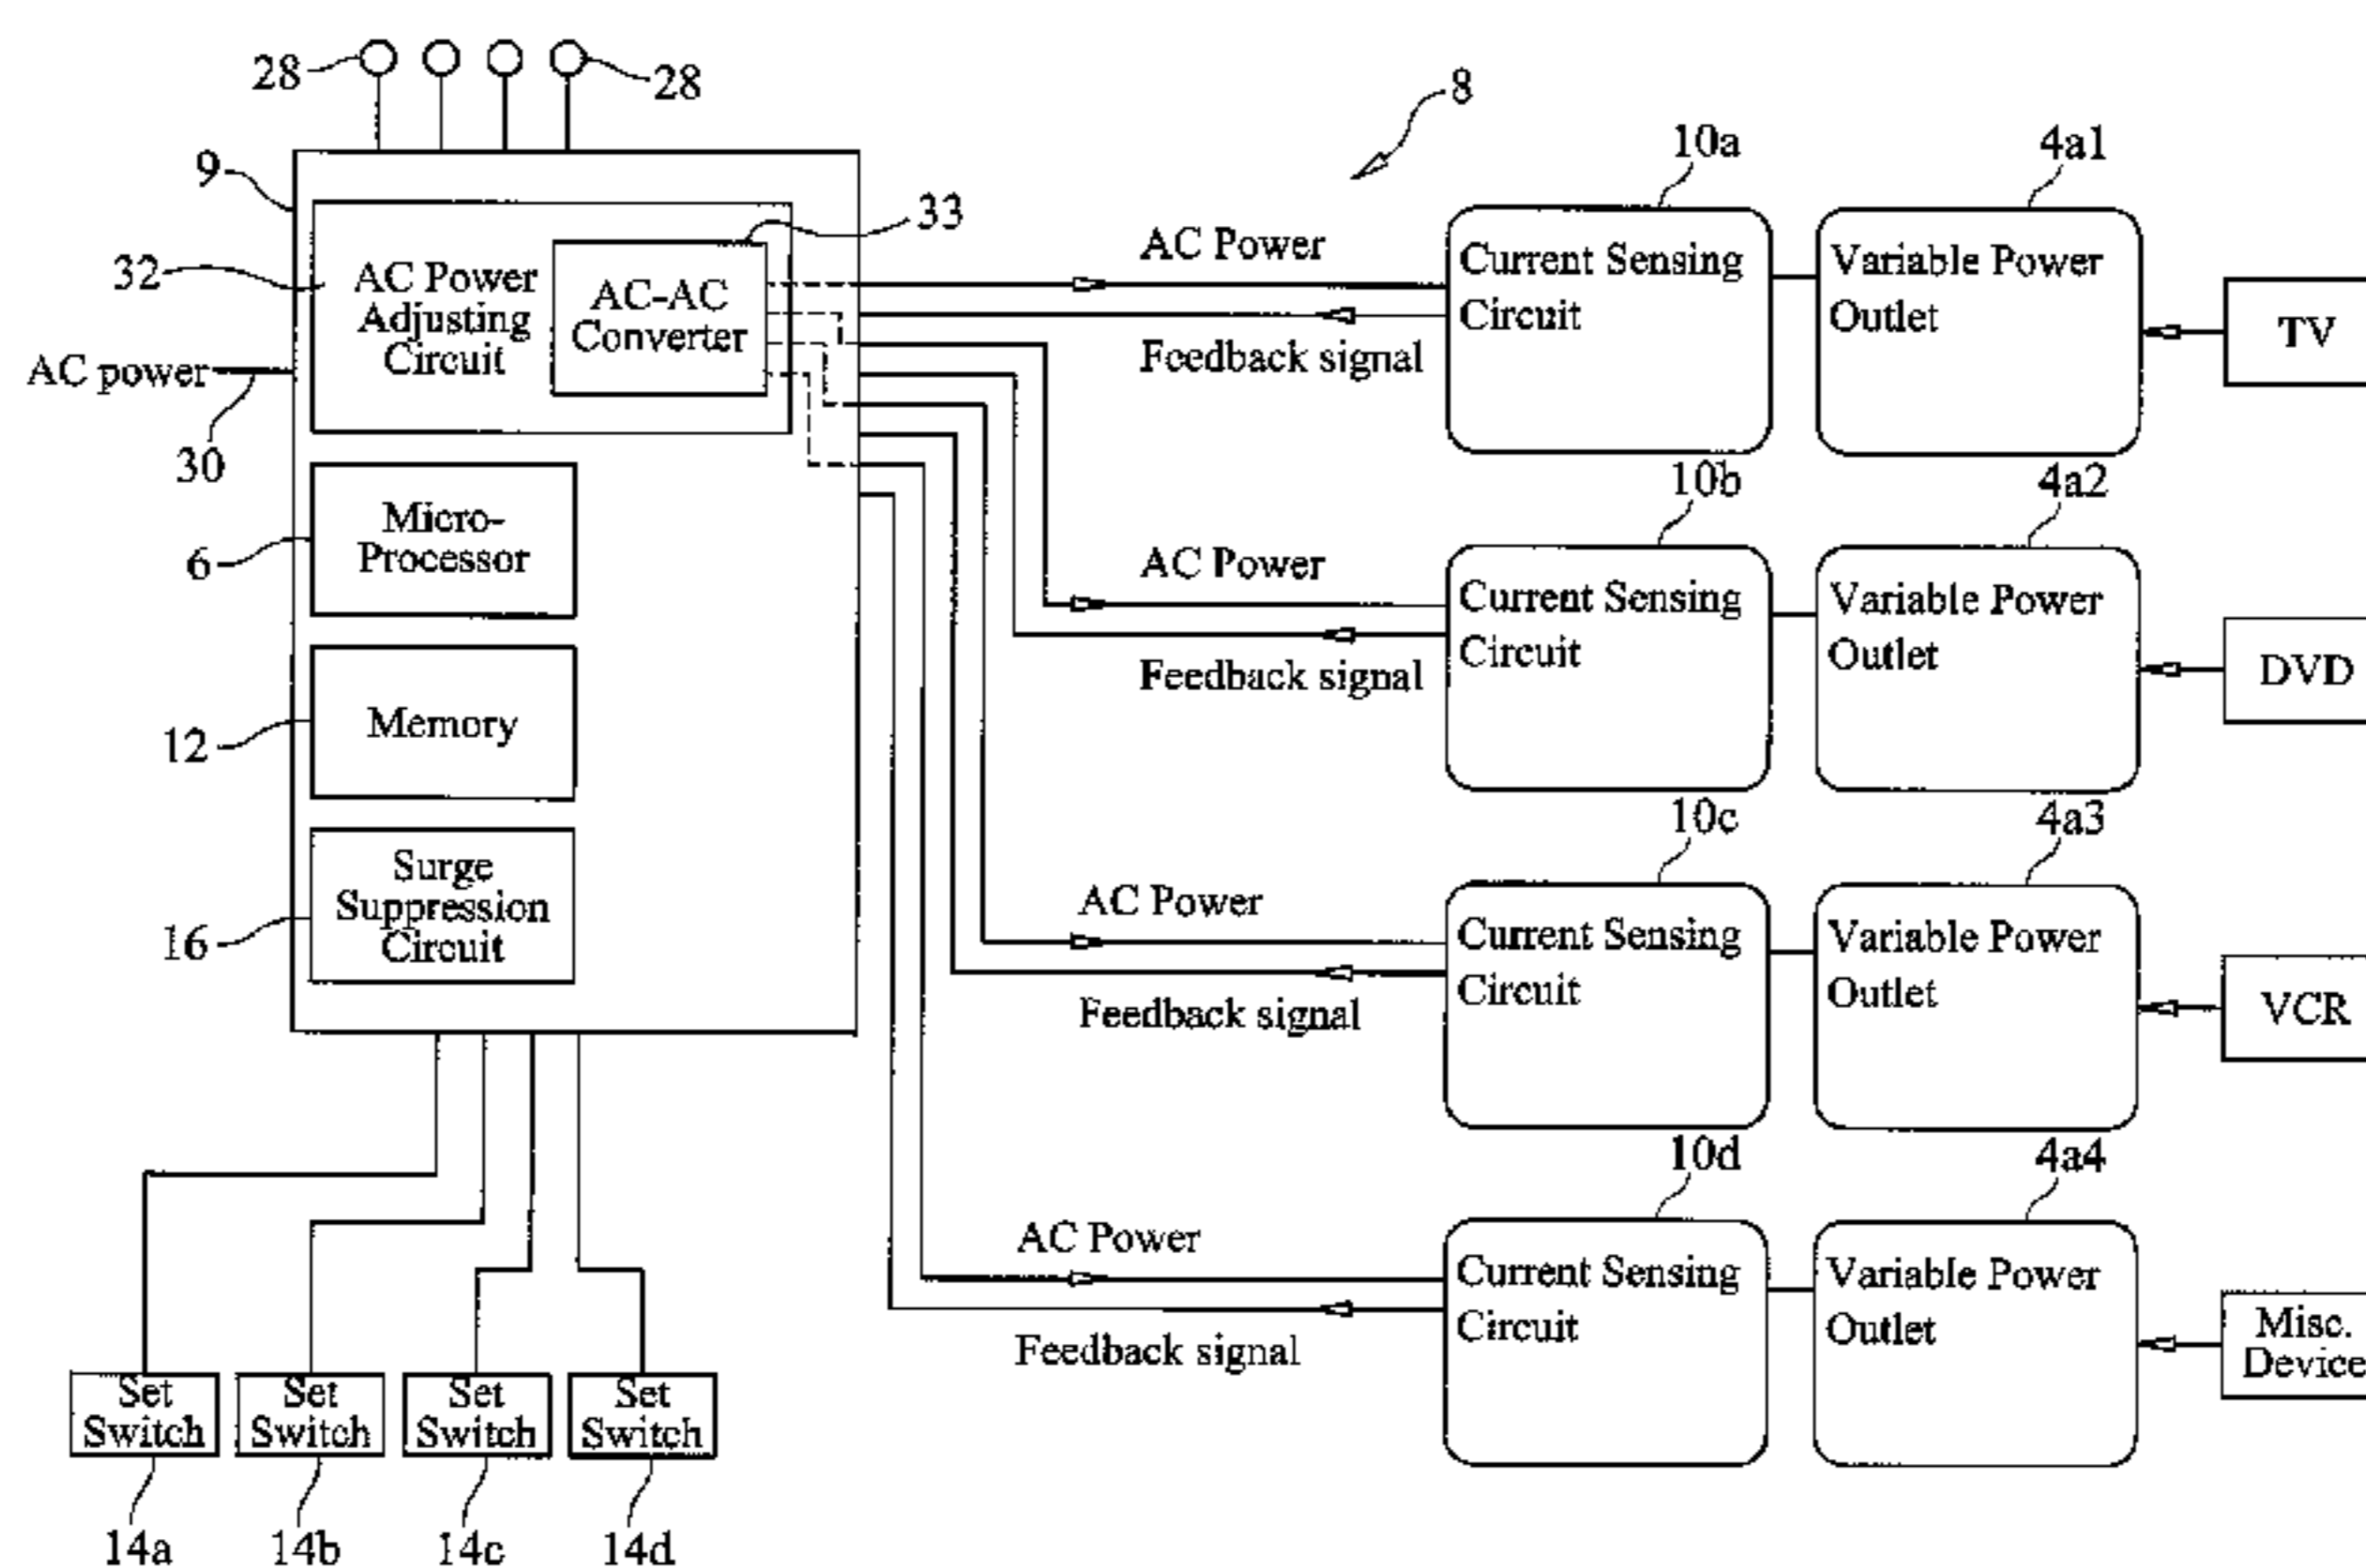 28
28
8
9
33
10a
4a1
32
AC Power
Adjusting
Circuit
AC-AC
Converter
AC Power
Feedback signal
Current Sensing
Circuit
Variable Power
Outlet
TV
AC power
30
10b
4a2
Micro-
Processor
6
AC Power
Feedback signal
Current Sensing
Circuit
Variable Power
Outlet
DVD
Memory
12
10c
4a3
Surge
Suppression
Circuit
16
AC Power
Feedback signal
Current Sensing
Circuit
Variable Power
Outlet
VCR
10d
4a4
AC Power
Feedback signal
Current Sensing
Circuit
Variable Power
Outlet
Misc.
Device
Set
Switch
Set
Switch
Set
Switch
Set
Switch
14a
14b
14c
14d